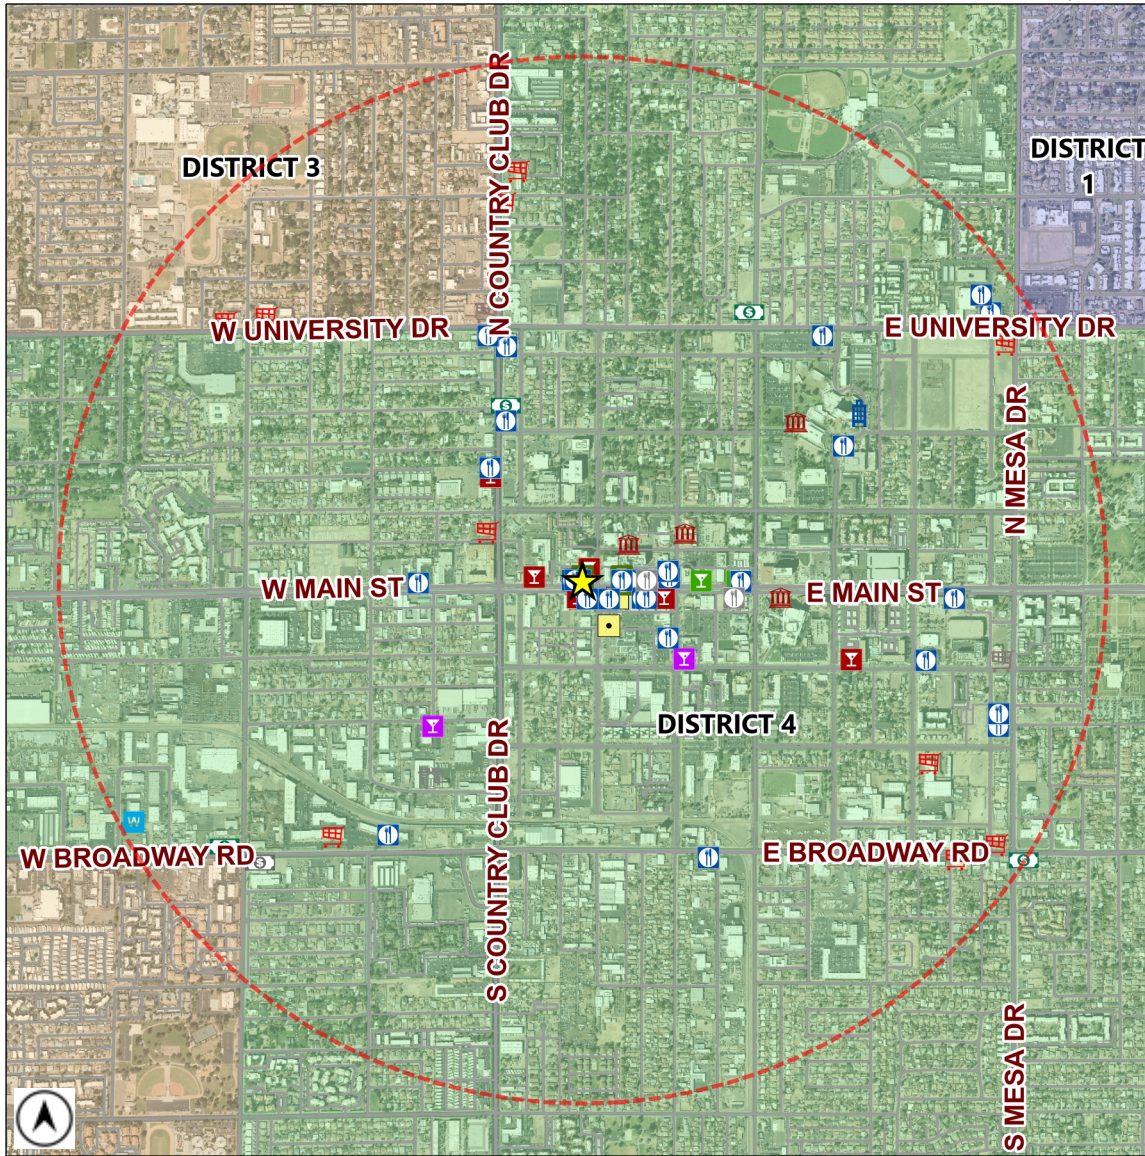 N COUNTRY CLUB DR
DISTRICT 3
DISTRICT
1
W UNIVERSITY DR
E UNIVERSITY DR
N MESA DR
W MAIN ST
E MAIN ST
DISTRICT 4
S COUNTRY CLUB DR
W
W BROADWAY RD
E BROADWAY RD
S MESA DR